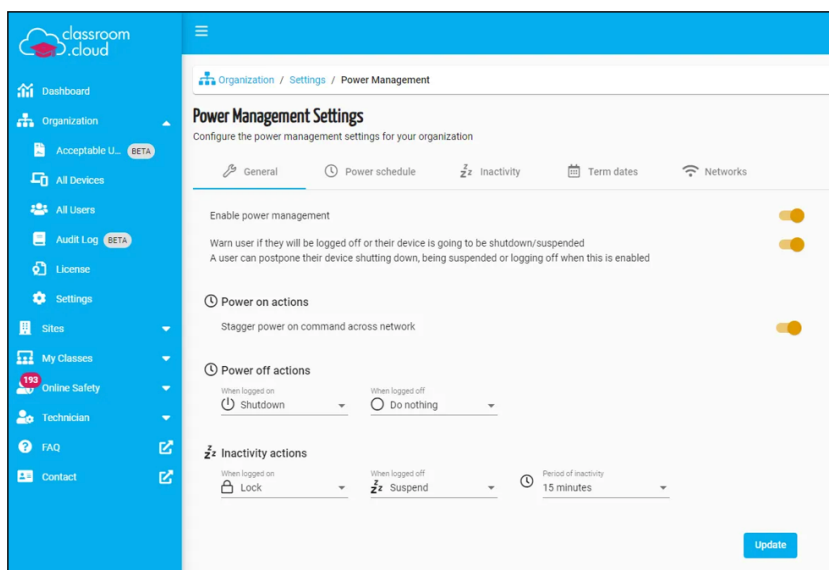 classroom
.cloud
Dashboard
Organization
Acceptable U... BETA
All Devices
All Users
Audit Log BETA
License
Settings
Sites
My Classes
193
Online Safety
Technician
FAQ
Contact
Organization / Settings / Power Management
Power Management Settings
Configure the power management settings for your organization
General Power schedule Inactivity Term dates Networks
Enable power management
Warn user if they will be logged off or their device is going to be shutdown/suspended
A user can postpone their device shutting down, being suspended or logging off when this is enabled
Power on actions
Stagger power on command across network
Power off actions
When logged on When logged off
Shutdown Do nothing
Inactivity actions
When logged on When logged off Period of inactivity
Lock Suspend 15 minutes
Update